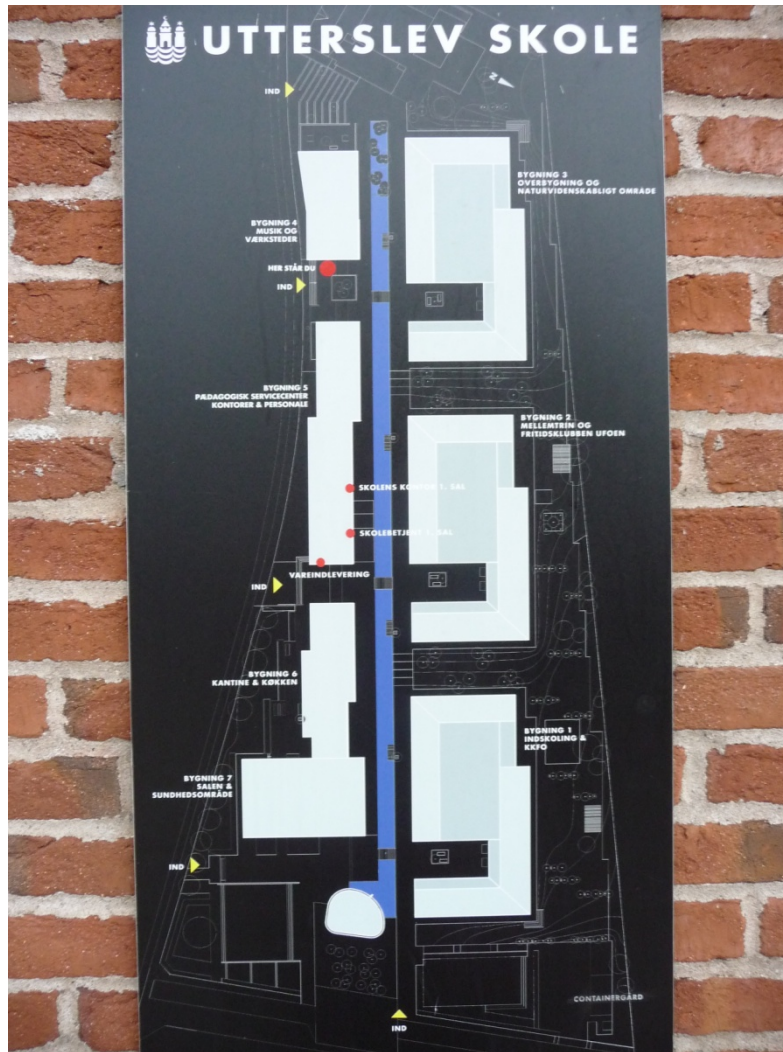 UTTERSLEV SKOLE
N
IND
BYGNING 3
OVERBYGNING OG
NATURVIDENSKABLIGT OMRÅDE
BYGNING 4
MUSIK OG
VÆRKSTEDER
HER STÅR DU
IND
BYGNING 5
PÆDAGOGISK SERVICECENTER
KONTORER & PERSONALE
BYGNING 2
MELLEMTRIN OG
FRITIDSKLUBBEN UFOEN
SKOLENS KONTOR 1. SAL
SKOLEBETJENT 1. SAL
VAREINDLEVERING
IND
BYGNING 6
KANTINE & KØKKEN
BYGNING 1
INDSKOLING &
KKFO
BYGNING 7
SALEN &
SUNDHEDSOMRÅDE
IND
CONTAINERGÅRD
IND